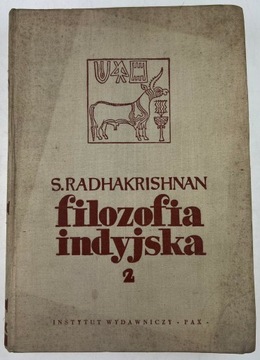 S. RADHAKRISHNAN
filozofia
indyjska
2
INSTYTUT WYDAWNICZY • PAX •